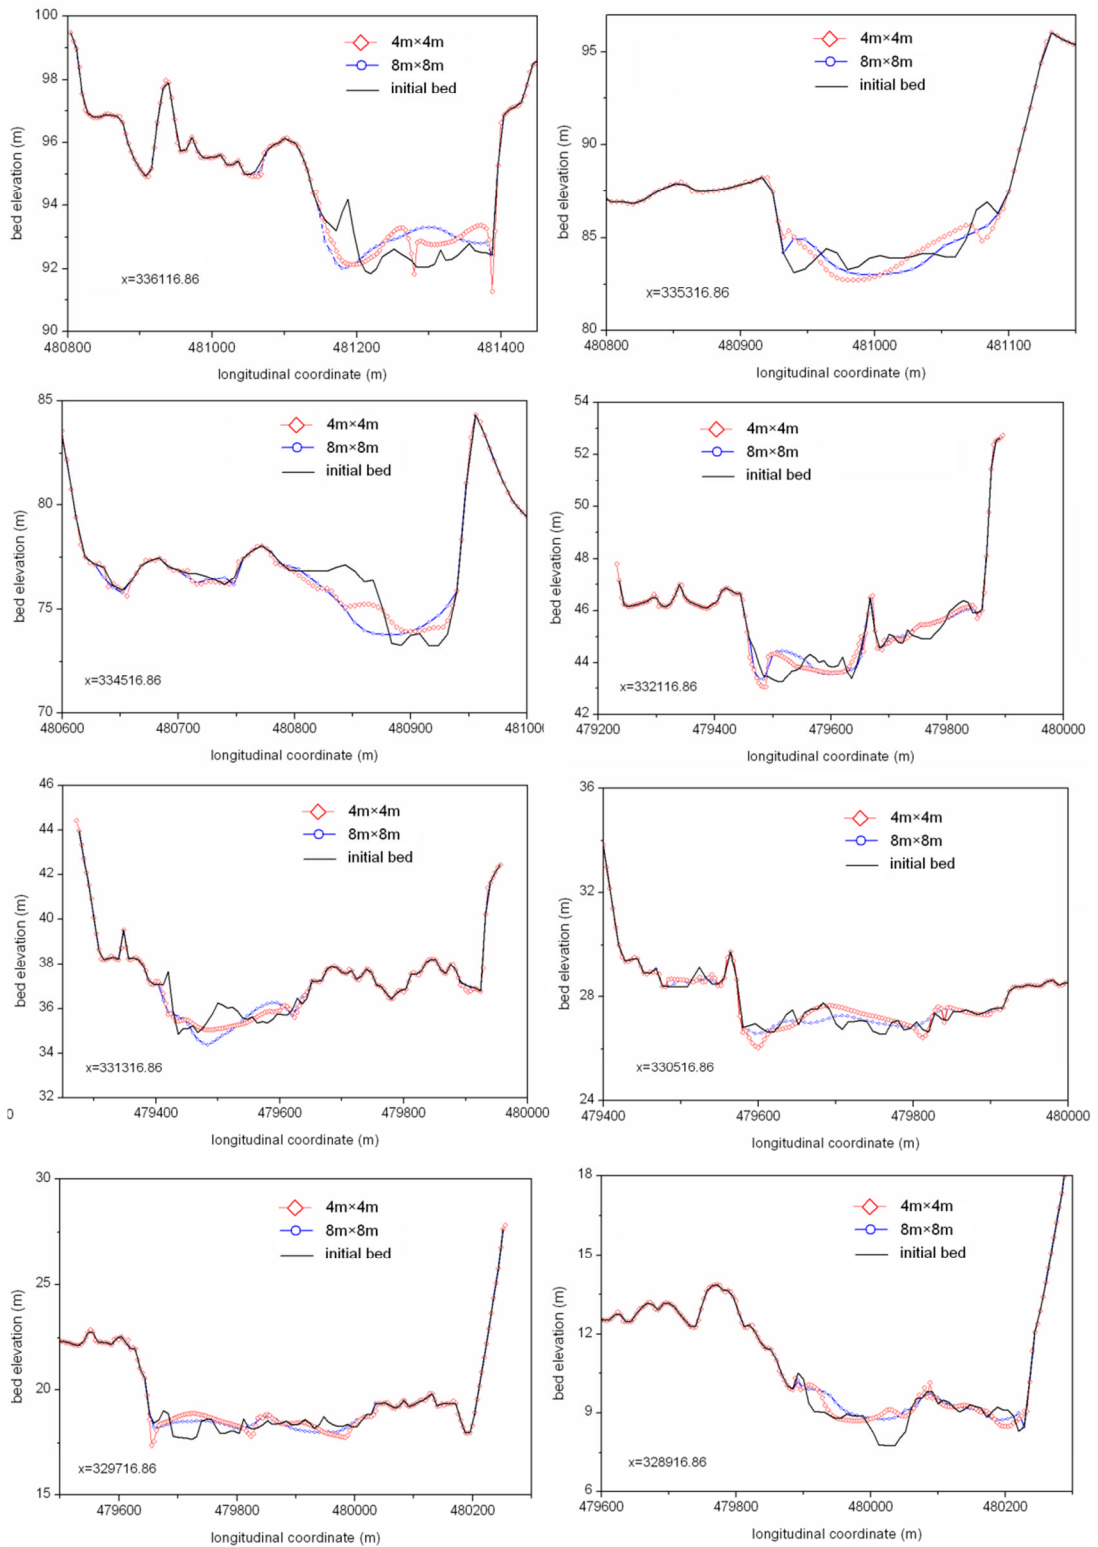 100
98
96
93
92
90
bed elevation (m)
4m×4m
8m×8m
initial bed
x=336116.86
480800
481000
481200
481400
longitudinal coordinate (m)
95
90
85
80
bed elevation (m)
4m×4m
8m×8m
initial bed
x=335316.86
480800
480900
481000
481100
longitudinal coordinate (m)
85
80
75
70
bed elevation (m)
4m×4m
8m×8m
initial bed
x=334516.86
480600
480700
480800
480900
48100
longitudinal coordinate (m)
54
52
50
48
46
44
42
bed elevation (m)
4m×4m
8m×8m
initial bed
x=332116.86
479200
479400
479600
479800
480000
longitudinal coordinate (m)
46
44
42
40
38
36
34
32
bed elevation (m)
4m×4m
8m×8m
initial bed
x=331316.86
0
479400
479600
479800
480000
longitudinal coordinate (m)
36
32
28
24
bed elevation (m)
4m×4m
8m×8m
initial bed
x=330516.86
479400
479600
479800
480000
longitudinal coordinate (m)
30
25
20
15
bed elevation (m)
4m×4m
8m×8m
initial bed
x=329716.86
479600
479800
480000
480200
longitudinal coordinate (m)
18
15
12
9
6
bed elevation (m)
4m×4m
8m×8m
initial bed
x=328916.86
479600
479800
480000
480200
longitudinal coordinate (m)